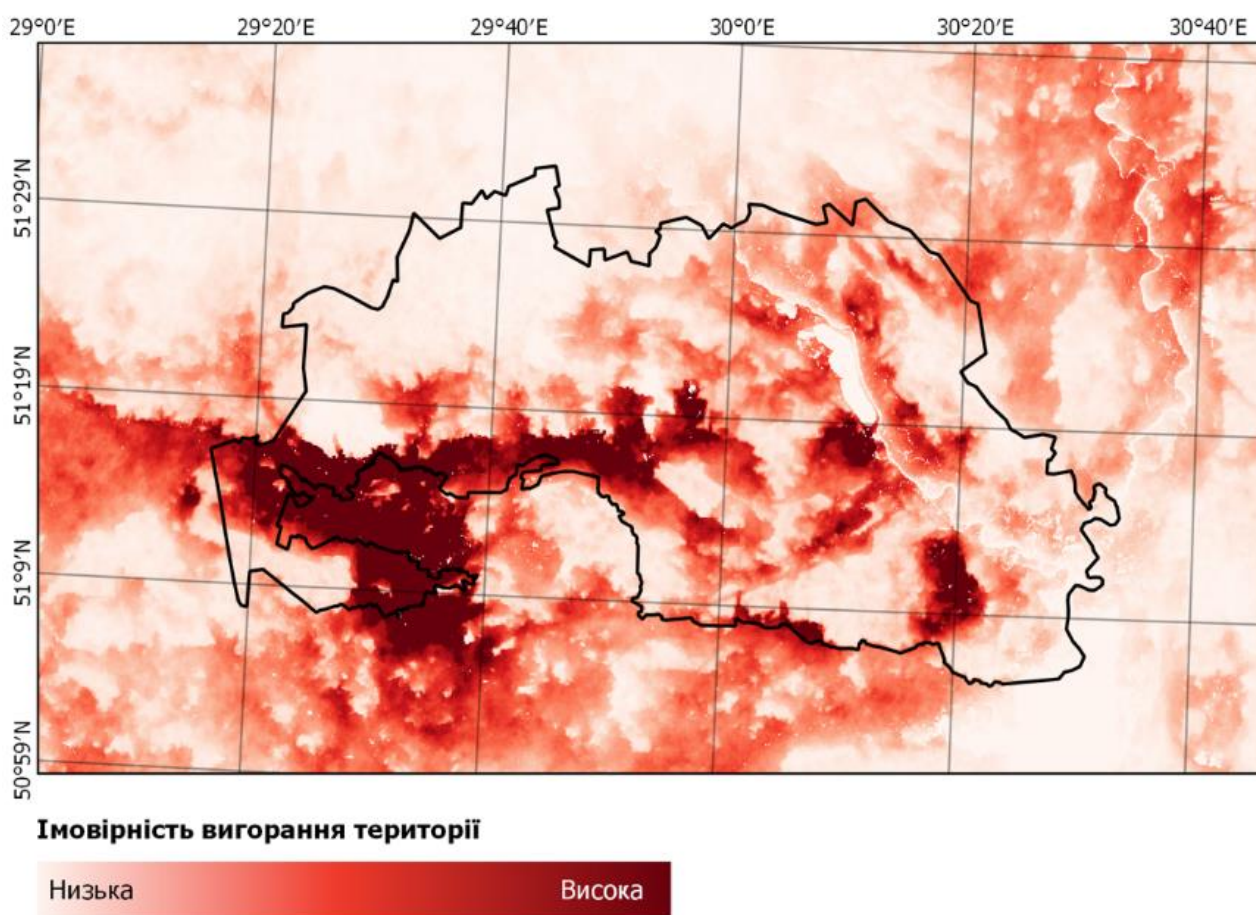 29°0′E 29°20′E 29°40′E 30°0′E 30°20′E 30°40′E
51°29′N
51°19′N
51°9′N
50°59′N
Імовірність вигорання території
Низька Висока